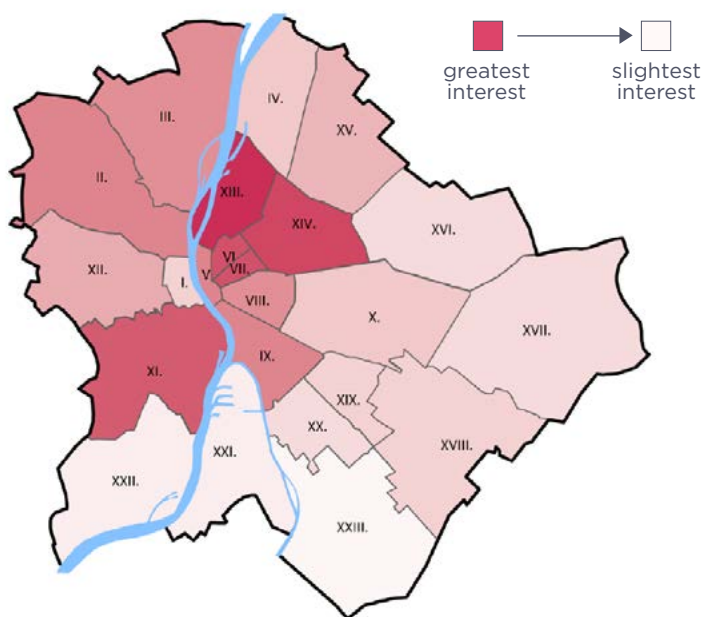 greatest
interest
slightest
interest
IV.
III.
XV.
II.
XIII.
XIV.
XVI.
VI.
XII.
I.
V.
VII.
VIII.
X.
XVII.
IX.
XI.
XIX.
XX.
XVIII.
XXI.
XXII.
XXIII.